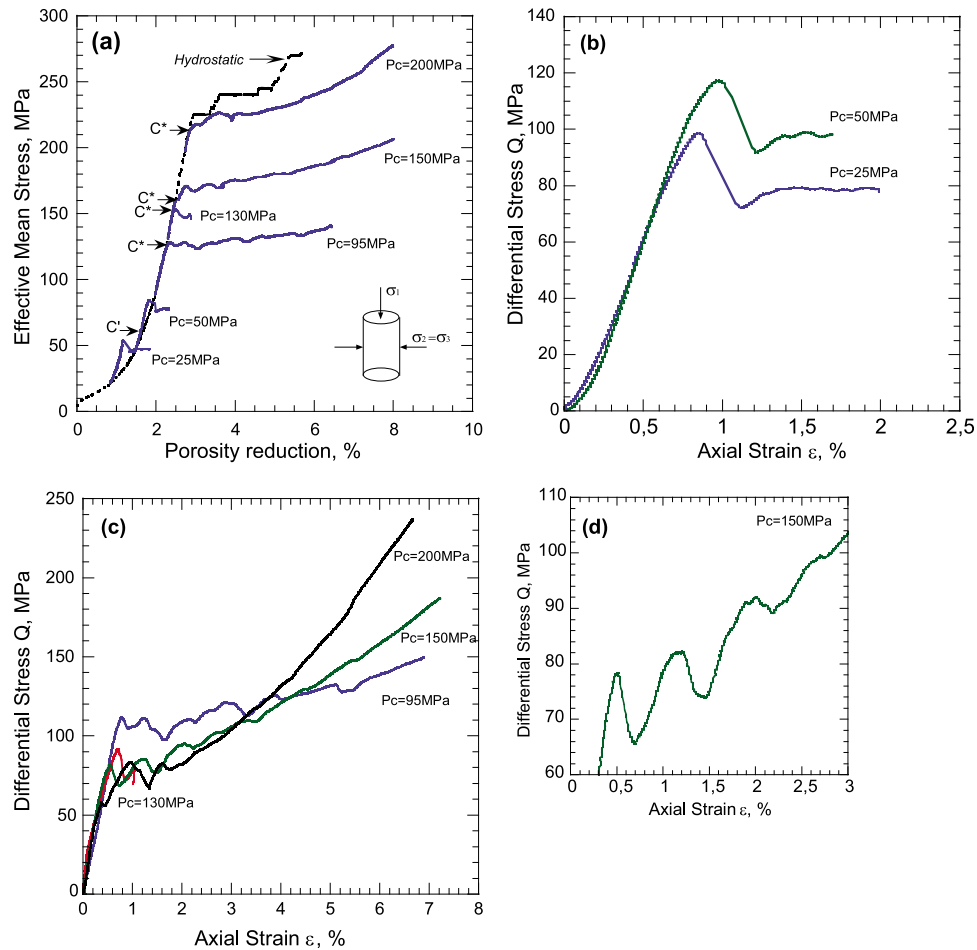 (a)
Effective Mean Stress, MPa
300
250
200
150
100
50
0
Hydrostatic
Pc=200MPa
C*
Pc=150MPa
C*
C*
Pc=130MPa
C*
Pc=95MPa
C'
Pc=50MPa
Pc=25MPa
σ1
σ2=σ3
0 2 4 6 8 10
Porosity reduction, %
(b)
Differential Stress Q, MPa
140
120
100
80
60
40
20
0
Pc=50MPa
Pc=25MPa
0 0,5 1 1,5 2 2,5
Axial Strain ε, %
(c)
Differential Stress Q, MPa
250
200
150
100
50
0
Pc=200MPa
Pc=150MPa
Pc=95MPa
Pc=130MPa
0 1 2 3 4 5 6 7 8
Axial Strain ε, %
(d)
Differential Stress Q, MPa
110
100
90
80
70
60
Pc=150MPa
0 0,5 1 1,5 2 2,5 3
Axial Strain ε, %